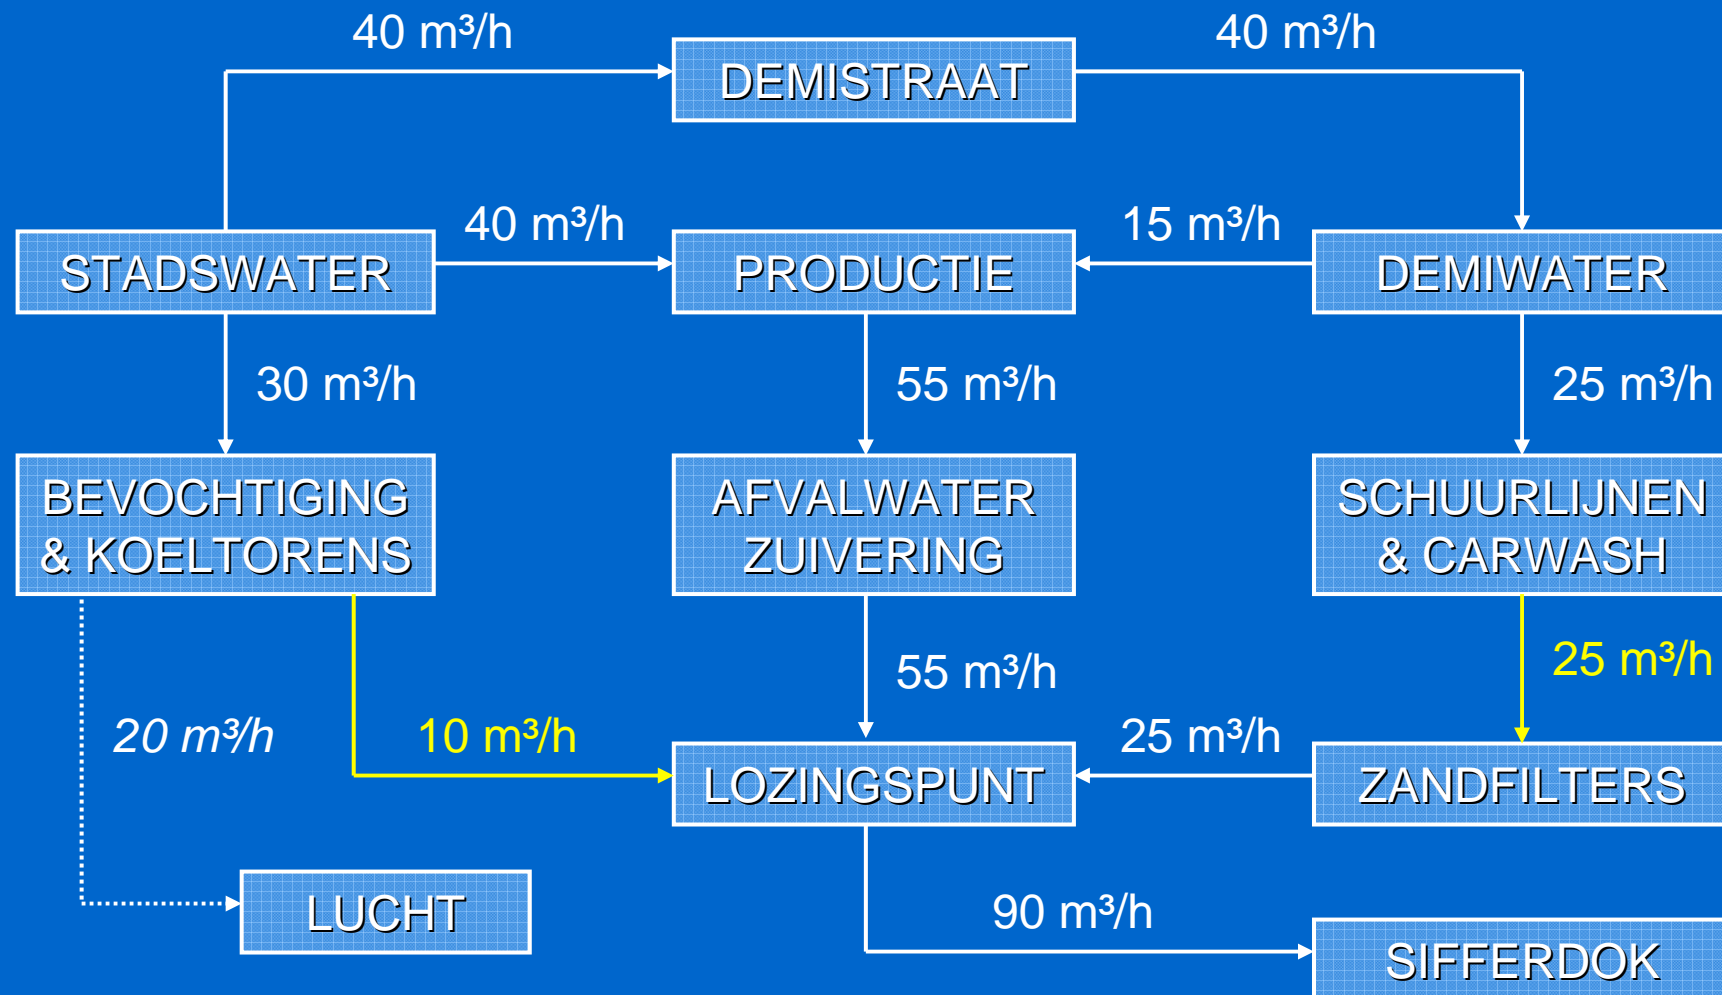 40 m³/h
40 m³/h
DEMISTRAAT
40 m³/h
15 m³/h
STADSWATER
PRODUCTIE
DEMIWATER
30 m³/h
55 m³/h
25 m³/h
BEVOCHTIGING
& KOELTORENS
AFVALWATER
ZUIVERING
SCHUURLIJNEN
& CARWASH
55 m³/h
25 m³/h
20 m³/h
10 m³/h
25 m³/h
LOZINGSPUNT
ZANDFILTERS
LUCHT
90 m³/h
SIFFERDOK